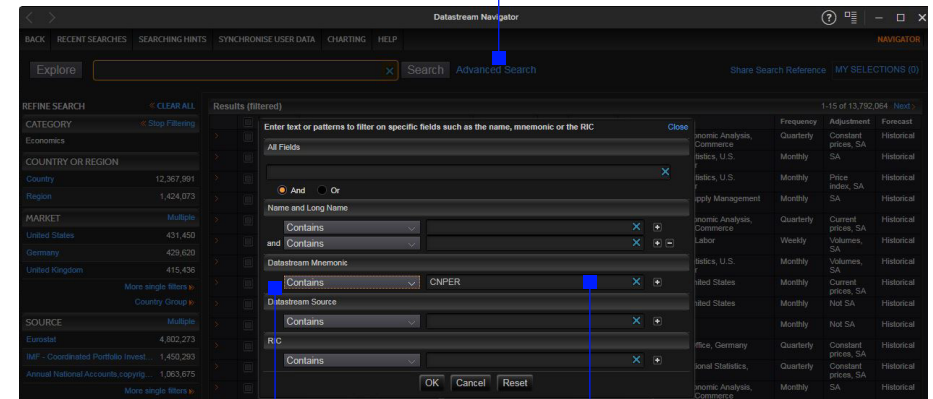 Datastream Navigator
BACK RECENT SEARCHES SEARCHING HINTS SYNCHRONISE USER DATA CHARTING HELP NAVIGATOR
Explore Search Advanced Search Share Search Reference MY SELECTIONS (0)
REFINE SEARCH « CLEAR ALL Results (filtered) 1-15 of 13,792,064 Next
CATEGORY « Stop Filtering
Economics
COUNTRY OR REGION
Country 12,367,991
Region 1,424,073
MARKET Multiple
United States 431,450
Germany 429,620
United Kingdom 415,436
More single filters
Country Group
SOURCE Multiple
Eurostat 4,802,273
IMF - Coordinated Portfolio Invest... 1,450,293
Annual National Accounts,copyrig... 1,063,675
More single filters
Enter text or patterns to filter on specific fields such as the name, mnemonic or the RIC Close
All Fields
And Or
Name and Long Name
Contains
and Contains
Datastream Mnemonic
Contains CNPER
Datastream Source
Contains
RIC
Contains
OK Cancel Reset
Frequency Adjustment Forecast
onomic Analysis, Commerce Quarterly Constant prices, SA Historical
tistics, U.S. Monthly SA Historical
tistics, U.S. Monthly Price index, SA Historical
pply Management Monthly SA Historical
onomic Analysis, Commerce Quarterly Current prices, SA Historical
Labor Weekly Volumes, SA Historical
tistics, U.S. Monthly Volumes, SA Historical
nited States Monthly Current prices, SA Historical
nited States Monthly Not SA Historical
Monthly Not SA Historical
ffice, Germany Quarterly Constant prices, SA Historical
ional Statistics, Quarterly Constant prices, SA Historical
onomic Analysis, Commerce Monthly SA Historical